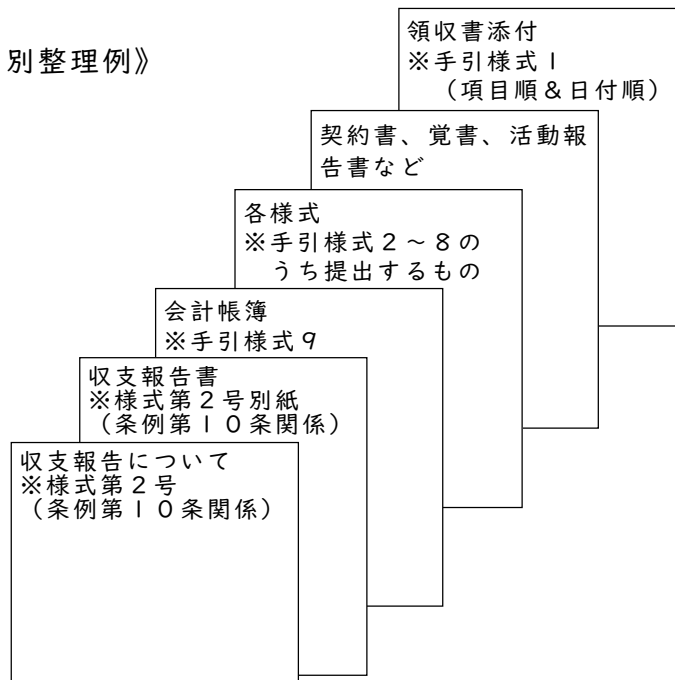 別整理例》
領収書添付
※手引様式１
（項目順＆日付順）
契約書、覚書、活動報
告書など
各様式
※手引様式２～８の
うち提出するもの
会計帳簿
※手引様式９
収支報告書
※様式第２号別紙
（条例第１０条関係）
収支報告について
※様式第２号
（条例第１０条関係）